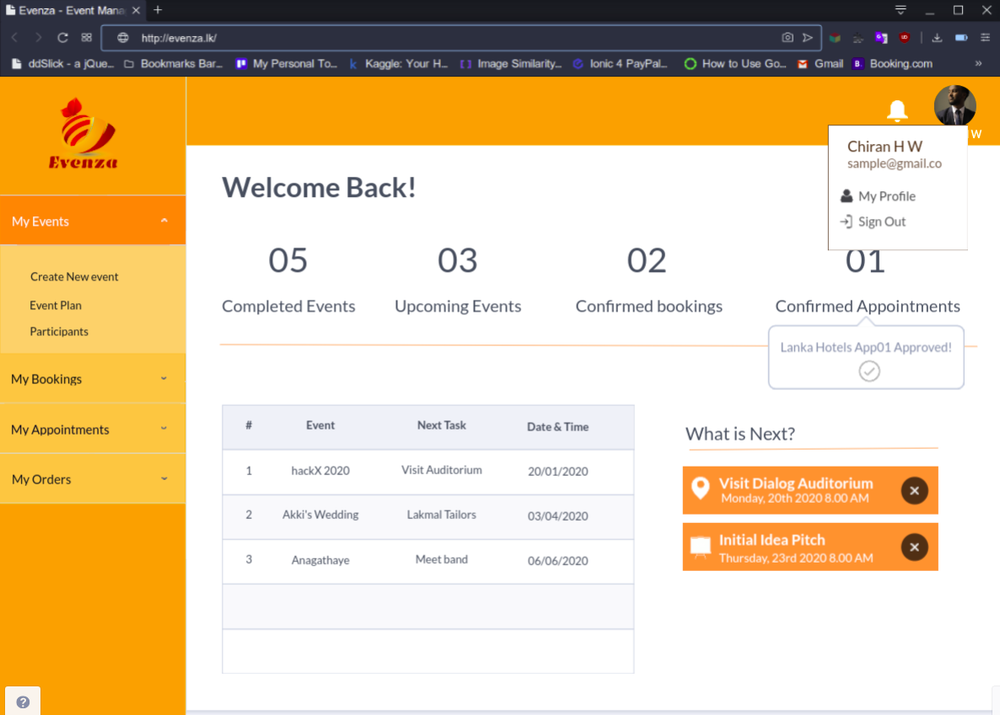 Evenza - Event Mana
http://evenza.lk/
ddSlick - a jQue...
Bookmarks Bar...
My Personal To...
Kaggle: Your H...
Image Similarity...
Ionic 4 PayPal...
How to Use Go...
Gmail
B.
Booking.com
»
Evenza
W
Chiran H W
sample@gmail.co
My Profile
Sign Out
My Events
Create New event
Event Plan
Participants
My Bookings
My Appointments
My Orders
Welcome Back!
05 03 02 01
Completed Events Upcoming Events Confirmed bookings Confirmed Appointments
Lanka Hotels App01 Approved!
# Event Next Task Date & Time
1 hackX 2020 Visit Auditorium 20/01/2020
2 Akki's Wedding Lakmal Tailors 03/04/2020
3 Anagathaye Meet band 06/06/2020
What is Next?
Visit Dialog Auditorium
Monday, 20th 2020 8.00 AM
Initial Idea Pitch
Thursday, 23rd 2020 8.00 AM
?